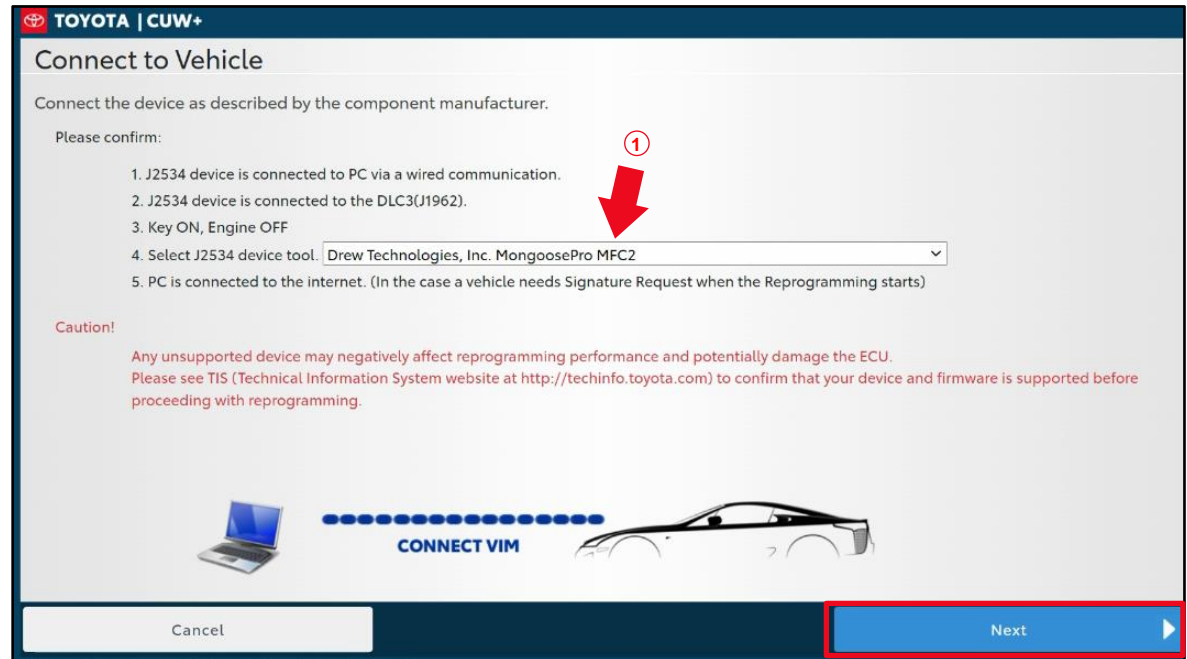 TOYOTA | CUW+
Connect to Vehicle
Connect the device as described by the component manufacturer.
Please confirm:
①
1. J2534 device is connected to PC via a wired communication.
2. J2534 device is connected to the DLC3(J1962).
3. Key ON, Engine OFF
4. Select J2534 device tool. Drew Technologies, Inc. MongoosePro MFC2
5. PC is connected to the internet. (In the case a vehicle needs Signature Request when the Reprogramming starts)
Caution!
Any unsupported device may negatively affect reprogramming performance and potentially damage the ECU.
Please see TIS (Technical Information System website at http://techinfo.toyota.com) to confirm that your device and firmware is supported before
proceeding with reprogramming.
CONNECT VIM
Cancel
Next